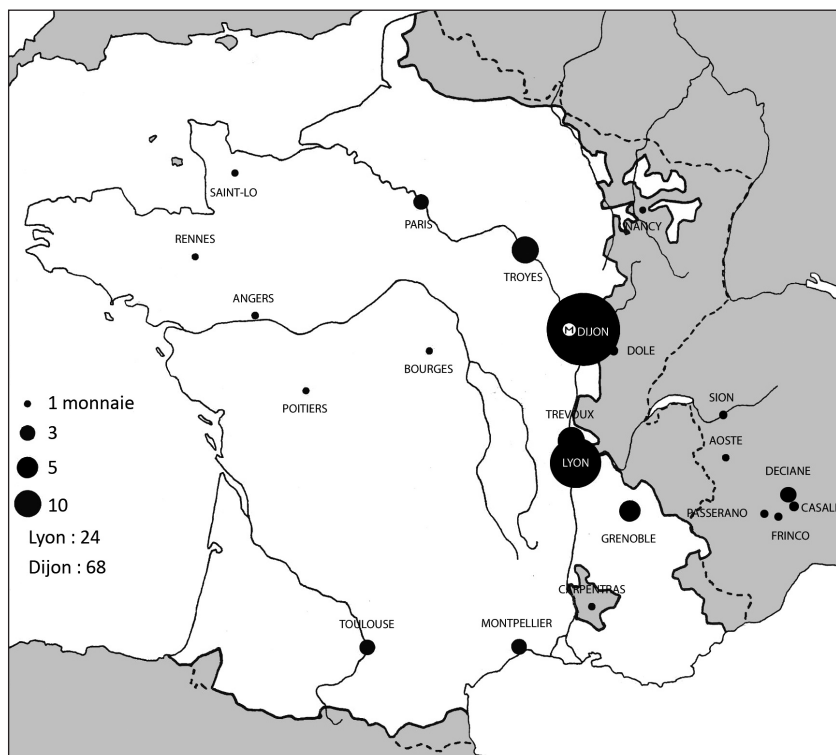 SAINT-LO
PARIS
NANCY
RENNES
TROYES
ANGERS
M DIJON
DOLE
BOURGES
POITIERS
SION
TREVOUX
AOSTE
LYON
DECIANE
CASALE
PASSERANO
FRINCO
GRENOBLE
CARPENTRAS
TOULOUSE
MONTPELLIER
1 monnaie
3
5
10
Lyon : 24
Dijon : 68